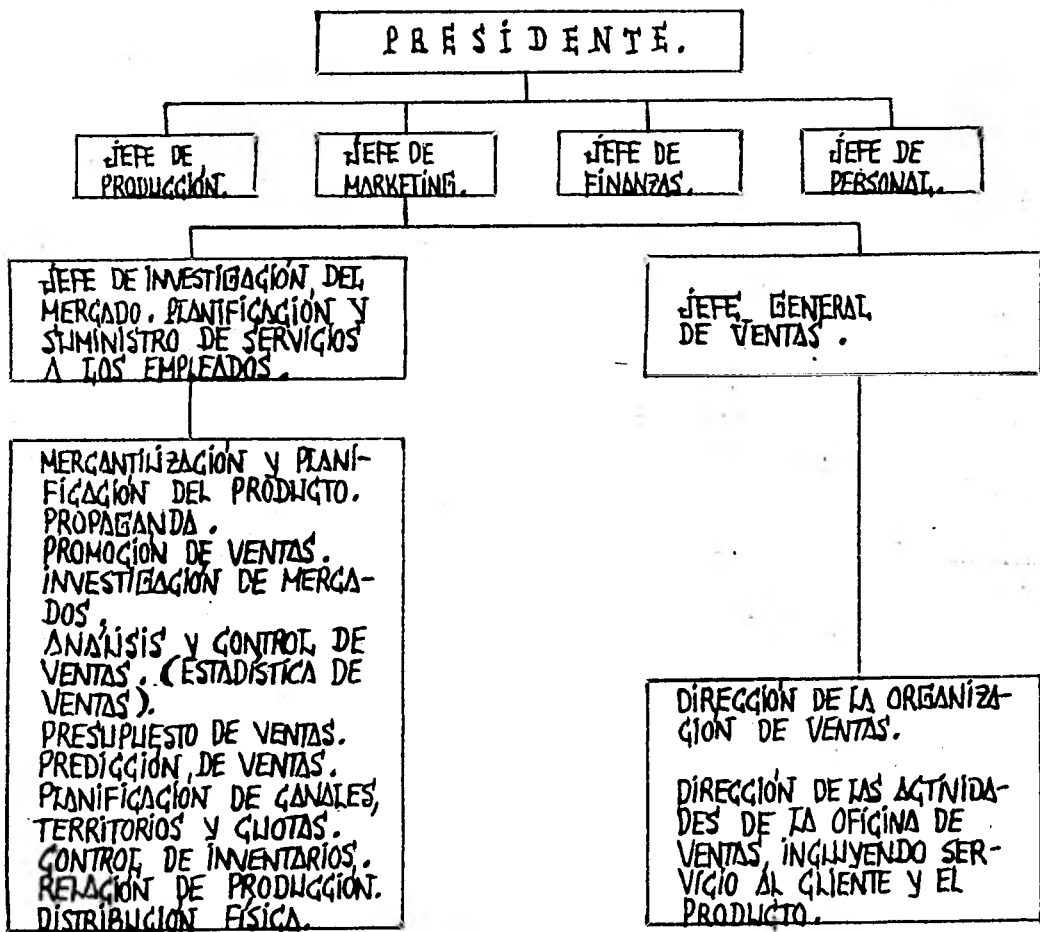 PRESIDENTE.
JEFE DE
PRODUCCIÓN.
JEFE DE
MARKETING.
JEFE DE
FINANZAS.
JEFE DE
PERSONAL.
JEFE DE INVESTIGACIÓN DEL
MERCADO. PLANIFICACIÓN Y
SUMINISTRO DE SERVICIOS
A LOS EMPLEADOS.
JEFE GENERAL
DE VENTAS.
MERCANTILIZACIÓN Y PLANI-
FICACIÓN DEL PRODUCTO.
PROPAGANDA.
PROMOCIÓN DE VENTAS.
INVESTIGACIÓN DE MERCA-
DOS.
ANÁLISIS Y CONTROL DE
VENTAS. (ESTADÍSTICA DE
VENTAS).
PRESUPUESTO DE VENTAS.
PREDICCIÓN DE VENTAS.
PLANIFICACIÓN DE CANALES,
TERRITORIOS Y CUOTAS.
CONTROL DE INVENTARIOS.
RELACIÓN DE PRODUCCIÓN.
DISTRIBUCIÓN FÍSICA.
DIRECCIÓN DE LA ORGANIZA-
CIÓN DE VENTAS.
DIRECCIÓN DE LAS ACTIVIDA-
DES DE LA OFICINA DE
VENTAS, INCLUYENDO SER-
VICIO AL CLIENTE Y EL
PRODUCTO.